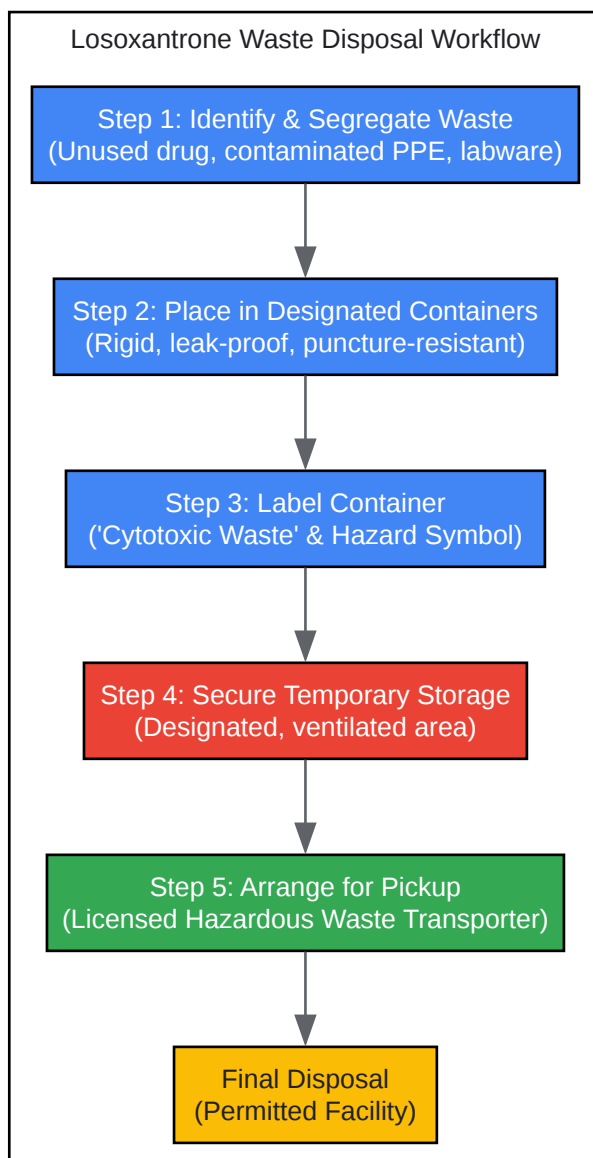 Losoxantrone Waste Disposal Workflow
Step 1: Identify & Segregate Waste
(Unused drug, contaminated PPE, labware)
Step 2: Place in Designated Containers
(Rigid, leak-proof, puncture-resistant)
Step 3: Label Container
('Cytotoxic Waste' & Hazard Symbol)
Step 4: Secure Temporary Storage
(Designated, ventilated area)
Step 5: Arrange for Pickup
(Licensed Hazardous Waste Transporter)
Final Disposal
(Permitted Facility)